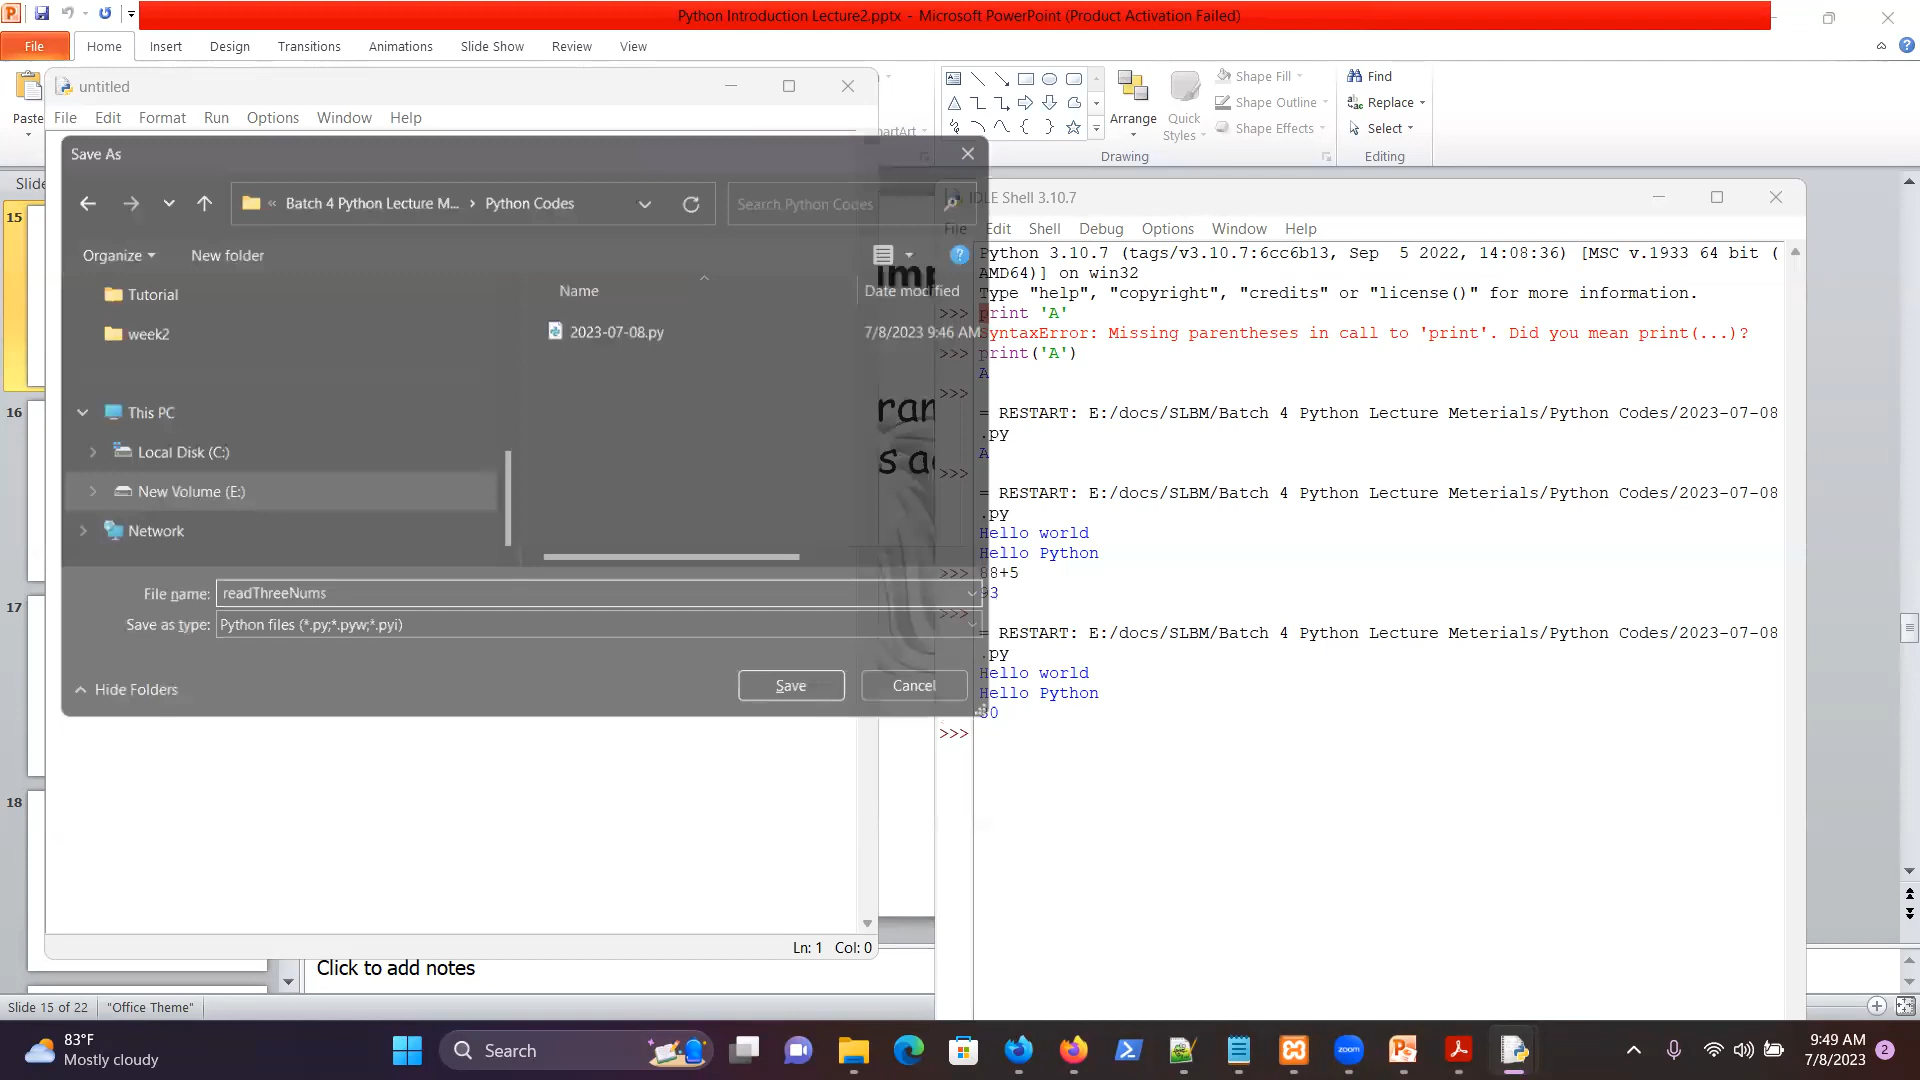 Python Introduction Lecture2.pptx - Microsoft PowerPoint (Product Activation Failed)
File Home Insert Design Transitions Animations Slide Show Review View
Paste
Shape Fill
Shape Outline
Shape Effects
Arrange
Quick Styles
Find
Replace
Select
Drawing
Editing
untitled
File Edit Format Run Options Window Help
Save As
« Batch 4 Python Lecture M... > Python Codes
Search Python Codes
Organize
New folder
Tutorial
week2
This PC
Local Disk (C:)
New Volume (E:)
Network
Name
Date modified
2023-07-08.py
7/8/2023 9:46 AM
File name: readThreeNums
Save as type: Python files (*.py;*.pyw;*.pyi)
Hide Folders
Save
Cancel
Ln: 1 Col: 0
IDLE Shell 3.10.7
File Edit Shell Debug Options Window Help
Python 3.10.7 (tags/v3.10.7:6cc6b13, Sep 5 2022, 14:08:36) [MSC v.1933 64 bit (
AMD64)] on win32
Type "help", "copyright", "credits" or "license()" for more information.
>>> print 'A'
SyntaxError: Missing parentheses in call to 'print'. Did you mean print(...)?
>>> print('A')
A
>>>
= RESTART: E:/docs/SLBM/Batch 4 Python Lecture Meterials/Python Codes/2023-07-08
.py
A
>>>
= RESTART: E:/docs/SLBM/Batch 4 Python Lecture Meterials/Python Codes/2023-07-08
.py
Hello world
Hello Python
>>> 88+5
93
>>>
= RESTART: E:/docs/SLBM/Batch 4 Python Lecture Meterials/Python Codes/2023-07-08
.py
Hello world
Hello Python
>>>
15
16
17
18
Click to add notes
Slide 15 of 22
"Office Theme"
83°F
Mostly cloudy
Search
zoom
9:49 AM
7/8/2023
2